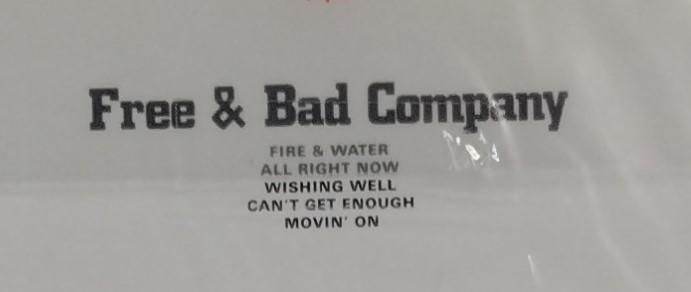 Free & Bad Company
FIRE & WATER
ALL RIGHT NOW
WISHING WELL
CAN'T GET ENOUGH
MOVIN' ON